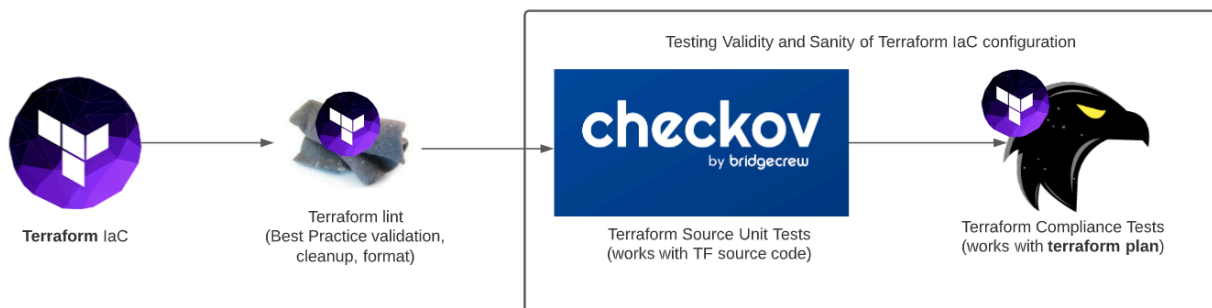 Testing Validity and Sanity of Terraform IaC configuration
checkov
by bridgecrew
Terraform IaC
Terraform lint
(Best Practice validation,
cleanup, format)
Terraform Source Unit Tests
(works with TF source code)
Terraform Compliance Tests
(works with terraform plan)